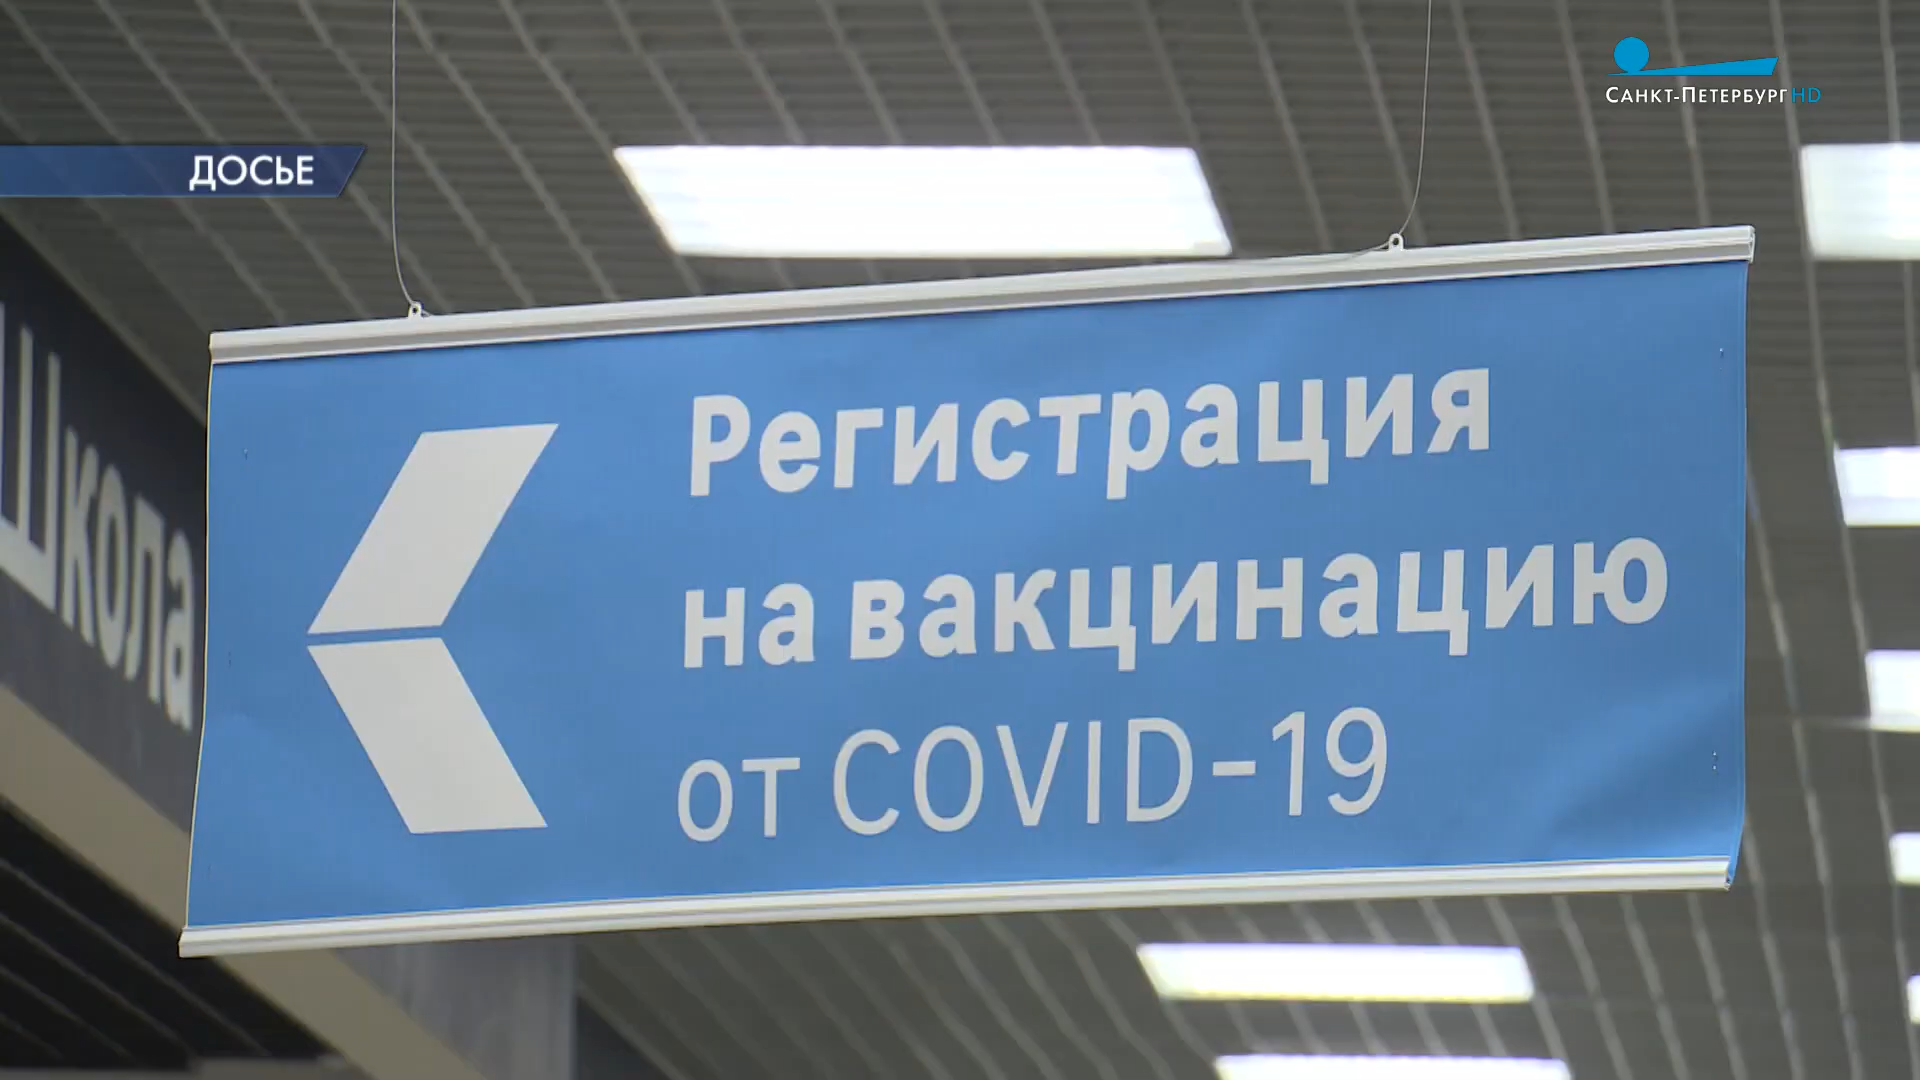 САНКТ-ПЕТЕРБУРГ HD
ДОСЬЕ
Школа
Регистрация
на вакцинацию
от COVID-19